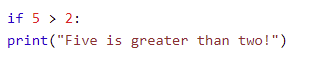 if 5 > 2:
print("Five is greater than two!")